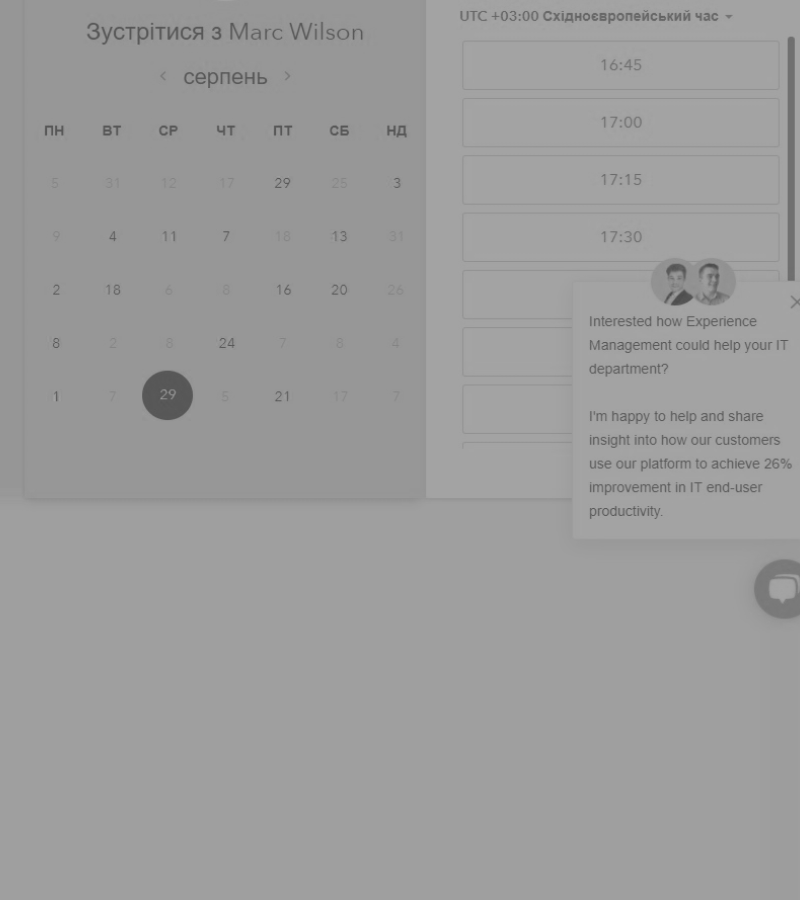 Зустрітися з Marc Wilson
серпень
ПН ВТ СР ЧТ ПТ СБ НД
5 31 12 17 29 25 3
9 4 11 7 18 13 31
2 18 6 8 16 20 26
8 2 8 24 7 8 4
1 7 29 5 21 17 7
UTC +03:00 Східноєвропейський час
16:45
17:00
17:15
17:30
Interested how Experience
Management could help your IT
department?
I'm happy to help and share
insight into how our customers
use our platform to achieve 26%
improvement in IT end-user
productivity.